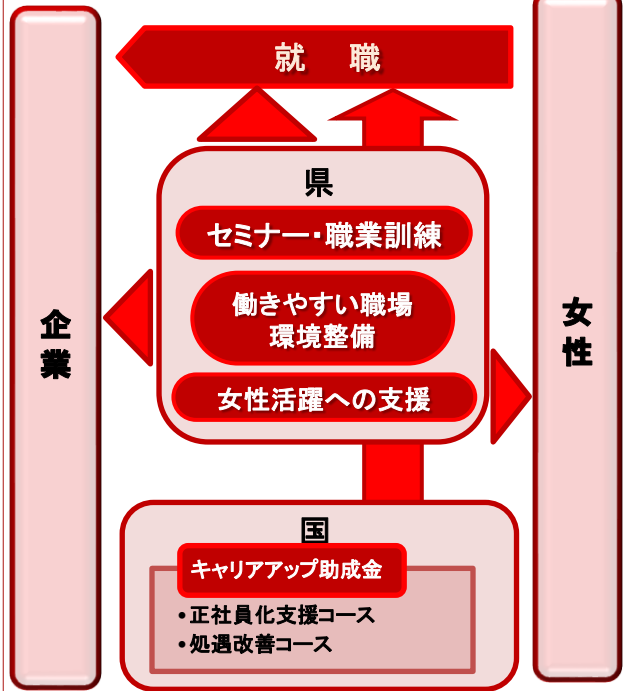 就　職
県
セミナー・職業訓練
働きやすい職場
環境整備
女性活躍への支援
企業
女性
国
キャリアアップ助成金
•正社員化支援コース
•処遇改善コース